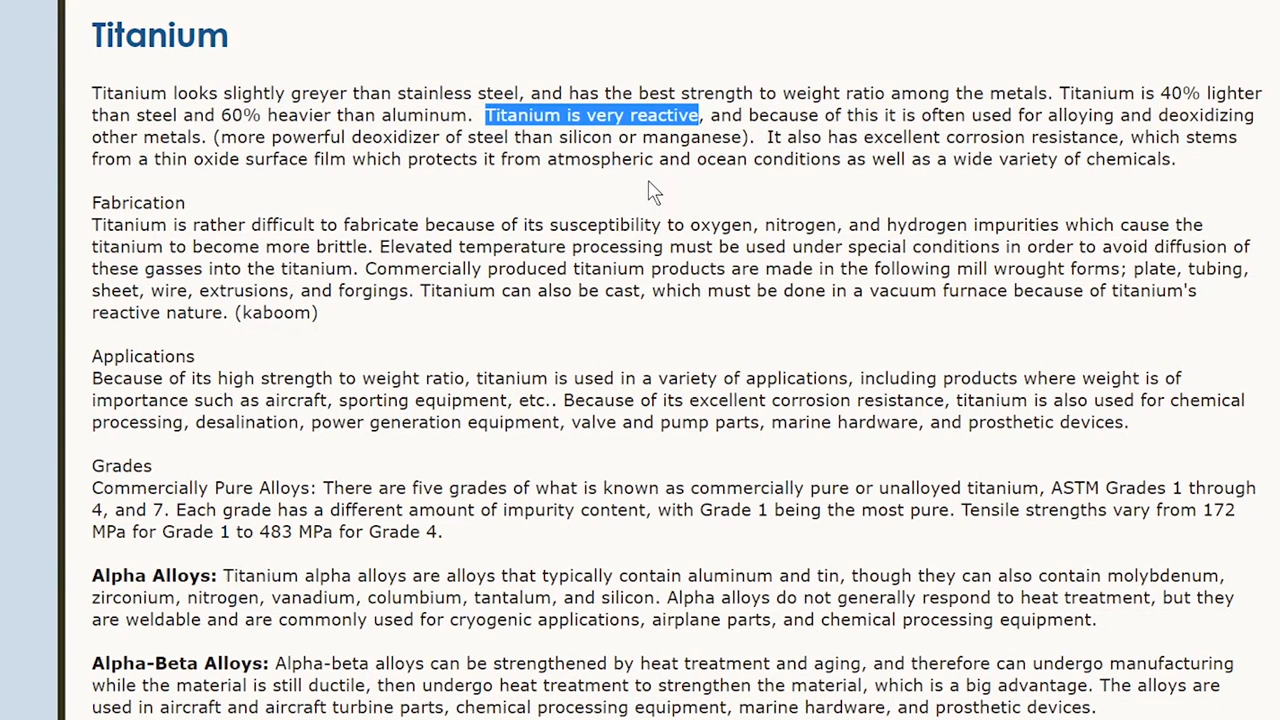 Titanium
Titanium looks slightly greyer than stainless steel, and has the best strength to weight ratio among the metals. Titanium is 40% lighter
than steel and 60% heavier than aluminum.  Titanium is very reactive, and because of this it is often used for alloying and deoxidizing
other metals. (more powerful deoxidizer of steel than silicon or manganese).  It also has excellent corrosion resistance, which stems
from a thin oxide surface film which protects it from atmospheric and ocean conditions as well as a wide variety of chemicals.
Fabrication
Titanium is rather difficult to fabricate because of its susceptibility to oxygen, nitrogen, and hydrogen impurities which cause the
titanium to become more brittle. Elevated temperature processing must be used under special conditions in order to avoid diffusion of
these gasses into the titanium. Commercially produced titanium products are made in the following mill wrought forms; plate, tubing,
sheet, wire, extrusions, and forgings. Titanium can also be cast, which must be done in a vacuum furnace because of titanium's
reactive nature. (kaboom)
Applications
Because of its high strength to weight ratio, titanium is used in a variety of applications, including products where weight is of
importance such as aircraft, sporting equipment, etc.. Because of its excellent corrosion resistance, titanium is also used for chemical
processing, desalination, power generation equipment, valve and pump parts, marine hardware, and prosthetic devices.
Grades
Commercially Pure Alloys: There are five grades of what is known as commercially pure or unalloyed titanium, ASTM Grades 1 through
4, and 7. Each grade has a different amount of impurity content, with Grade 1 being the most pure. Tensile strengths vary from 172
MPa for Grade 1 to 483 MPa for Grade 4.
Alpha Alloys: Titanium alpha alloys are alloys that typically contain aluminum and tin, though they can also contain molybdenum,
zirconium, nitrogen, vanadium, columbium, tantalum, and silicon. Alpha alloys do not generally respond to heat treatment, but they
are weldable and are commonly used for cryogenic applications, airplane parts, and chemical processing equipment.
Alpha-Beta Alloys: Alpha-beta alloys can be strengthened by heat treatment and aging, and therefore can undergo manufacturing
while the material is still ductile, then undergo heat treatment to strengthen the material, which is a big advantage. The alloys are
used in aircraft and aircraft turbine parts, chemical processing equipment, marine hardware, and prosthetic devices.